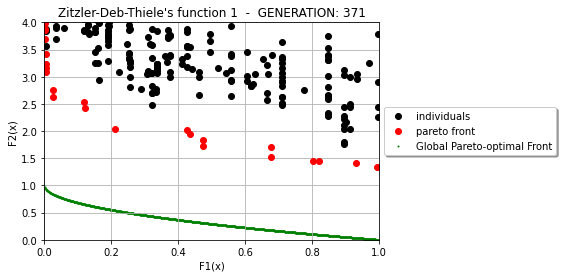 Zitzler-Deb-Thiele's function 1 - GENERATION: 371
4.0
3.5
3.0
2.5
2.0
1.5
1.0
0.5
0.0
F2(x)
0.0 0.2 0.4 0.6 0.8 1.0
F1(x)
individuals
pareto front
Global Pareto-optimal Front